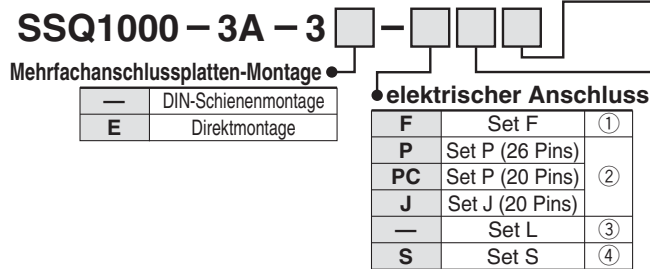 SSQ1000 – 3A – 3 □ – □ □ □
Mehrfachanschlussplatten-Montage
— DIN-Schienenmontage
E Direktmontage
elektrischer Anschluss
F Set F ①
P Set P (26 Pins)
PC Set P (20 Pins) ②
J Set J (20 Pins)
— Set L ③
S Set S ④